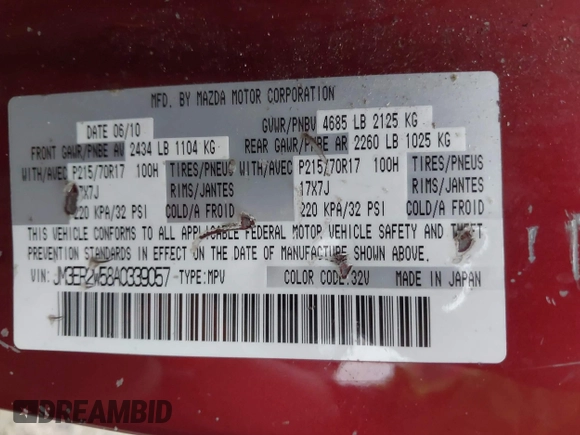 MFD. BY MAZDA MOTOR CORPORATION
DATE 06/10 GVWR/PNBV 4685 LB 2125 KG
FRONT GAWR/PNBE AV 2434 LB 1104 KG REAR GAWR/PNBE AR 2260 LB 1025 KG
WITH/AVEC P215/70R17 100H TIRES/PNEUS WITH/AVEC P215/70R17 100H TIRES/PNEUS
17X7J RIMS/JANTES 17X7J RIMS/JANTES
220 KPA/32 PSI COLD/A FROID 220 KPA/32 PSI COLD/A FROID
THIS VEHICLE CONFORMS TO ALL APPLICABLE FEDERAL MOTOR VEHICLE SAFETY AND THEFT
PREVENTION STANDARDS IN EFFECT ON THE DATE OF MANUFACTURE SHOWN ABOVE.
VIN: JM3ER2W58A0339057 TYPE: MPV COLOR CODE: 32V MADE IN JAPAN
DREAMBID